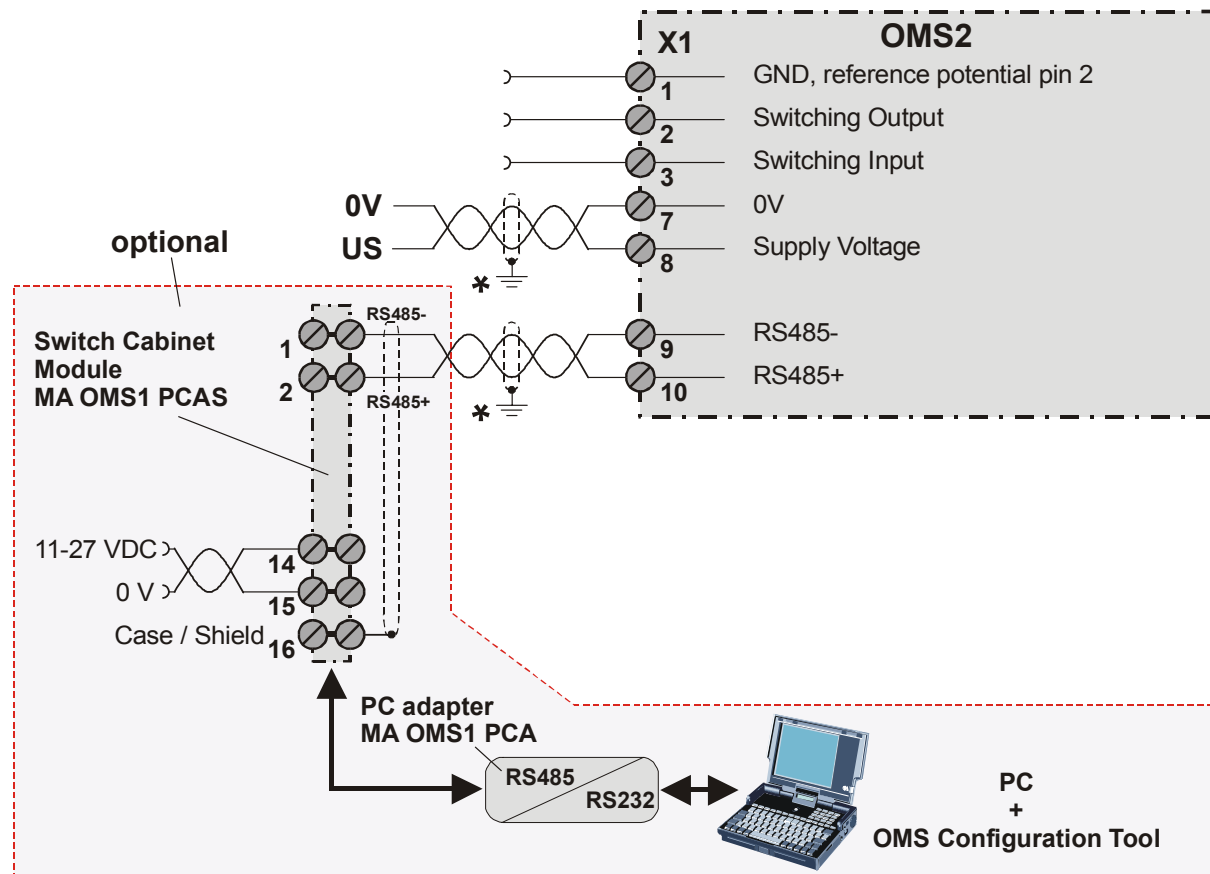 X1
OMS2
1
GND, reference potential pin 2
2
Switching Output
3
Switching Input
0V
7
0V
US
8
Supply Voltage
*
optional
Switch Cabinet
Module
MA OMS1 PCAS
1
RS485-
9
RS485-
2
RS485+
10
RS485+
*
11-27 VDC
14
0 V
15
Case / Shield
16
PC adapter
MA OMS1 PCA
RS485
RS232
PC
+
OMS Configuration Tool